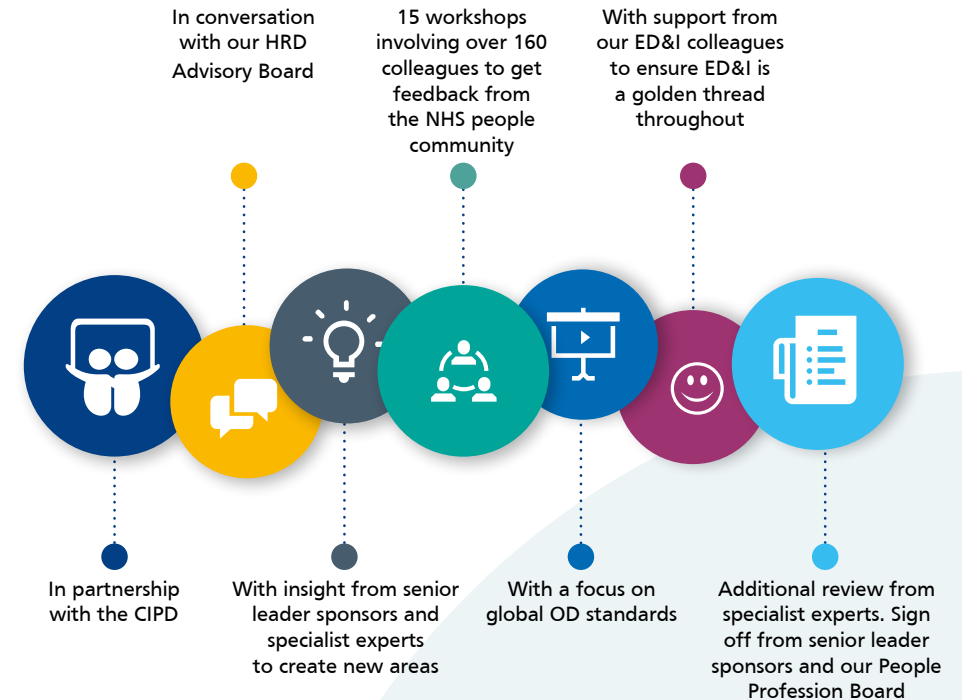 In conversation
with our HRD
Advisory Board
15 workshops
involving over 160
colleagues to get
feedback from
the NHS people
community
With support from
our ED&I colleagues
to ensure ED&I is
a golden thread
throughout
In partnership
with the CIPD
With insight from senior
leader sponsors and
specialist experts
to create new areas
With a focus on
global OD standards
Additional review from
specialist experts. Sign
off from senior leader
sponsors and our People
Profession Board